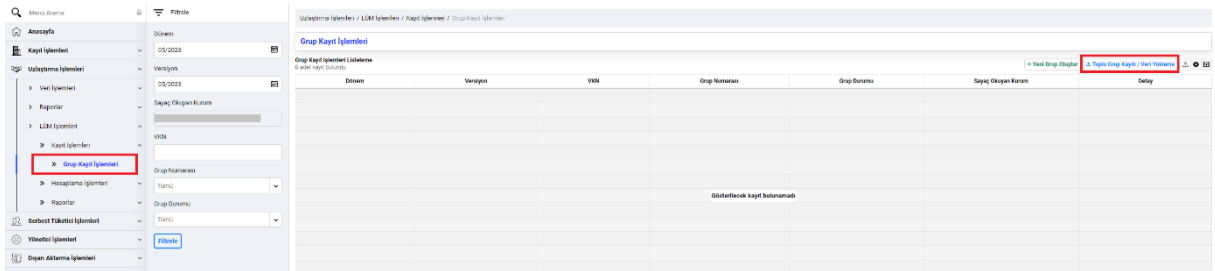 Menü Arama
Anasayfa
Kayıt İşlemleri
Uzlaştırma İşlemleri
Veri İşlemleri
Raporlar
LÜM İşlemleri
Kayıt İşlemleri
Grup Kayıt İşlemleri
Hesaplama İşlemleri
Raporlar
Serbest Tüketici İşlemleri
Yönetici İşlemleri
Dışarı Aktarma İşlemleri
Filtrele
Dönem
05/2023
Versiyon
05/2023
Sayaç Okuyan Kurum
VKN
Grup Numarası
Tümü
Grup Durumu
Tümü
Filtrele
Uzlaştırma İşlemleri / LÜM İşlemleri / Kayıt İşlemleri / Grup Kayıt İşlemleri
Grup Kayıt İşlemleri
Grup Kayıt İşlemleri Listeleme
0 adet kayıt bulundu
+ Yeni Grup Oluştur
Toplu Grup Kaydı / Veri Yükleme
Dönem Versiyon VKN Grup Numarası Grup Durumu Sayaç Okuyan Kurum Detay
Gösterilecek kayıt bulunamadı